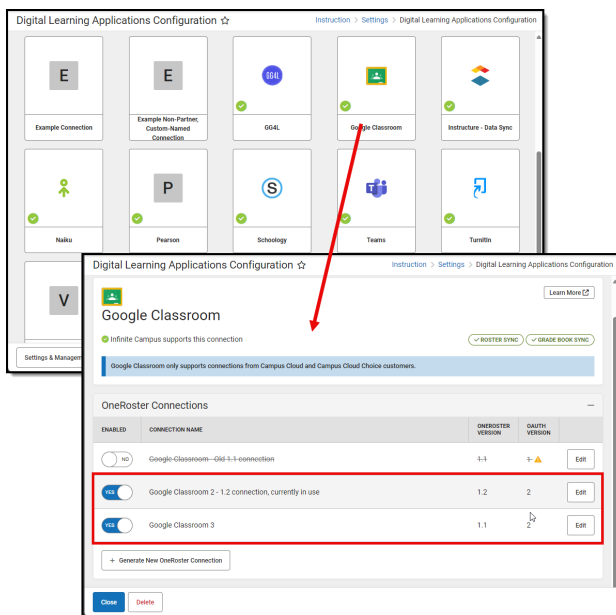 Digital Learning Applications Configuration ☆
Instruction > Settings > Digital Learning Applications Configuration
E
E
GG4L
Example Connection
Example Non-Partner,
Custom-Named
Connection
GG4L
Google Classroom
Instructure - Data Sync
P
S
T
Naiku
Pearson
Schoology
Teams
Turnitin
V
Settings & Managem
Digital Learning Applications Configuration ☆
Instruction > Settings > Digital Learning Applications Configuration
Learn More
Google Classroom
Infinite Campus supports this connection
✓ ROSTER SYNC
✓ GRADE BOOK SYNC
Google Classroom only supports connections from Campus Cloud and Campus Cloud Choice customers.
OneRoster Connections
ENABLED
CONNECTION NAME
ONEROSTER
VERSION
OAUTH
VERSION
NO
Google Classroom - Old 1.1 connection
1.1
1
Edit
YES
Google Classroom 2 - 1.2 connection, currently in use
1.2
2
Edit
YES
Google Classroom 3
1.1
2
Edit
+ Generate New OneRoster Connection
Close
Delete